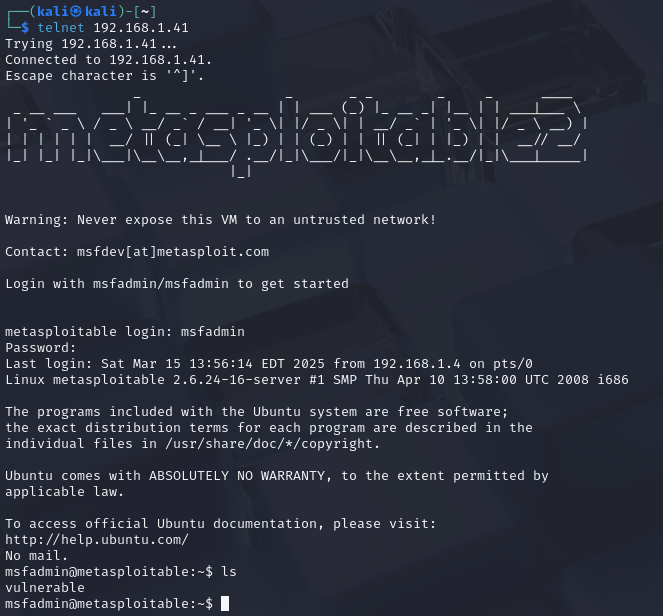 ┌──(kali㉿kali)-[~]
└─$ telnet 192.168.1.41
Trying 192.168.1.41...
Connected to 192.168.1.41.
Escape character is '^]'.
metasploitable2
Warning: Never expose this VM to an untrusted network!
Contact: msfdev[at]metasploit.com
Login with msfadmin/msfadmin to get started
metasploitable login: msfadmin
Password:
Last login: Sat Mar 15 13:56:14 EDT 2025 from 192.168.1.4 on pts/0
Linux metasploitable 2.6.24-16-server #1 SMP Thu Apr 10 13:58:00 UTC 2008 i686
The programs included with the Ubuntu system are free software;
the exact distribution terms for each program are described in the
individual files in /usr/share/doc/*/copyright.
Ubuntu comes with ABSOLUTELY NO WARRANTY, to the extent permitted by
applicable law.
To access official Ubuntu documentation, please visit:
http://help.ubuntu.com/
No mail.
msfadmin@metasploitable:~$ ls
vulnerable
msfadmin@metasploitable:~$